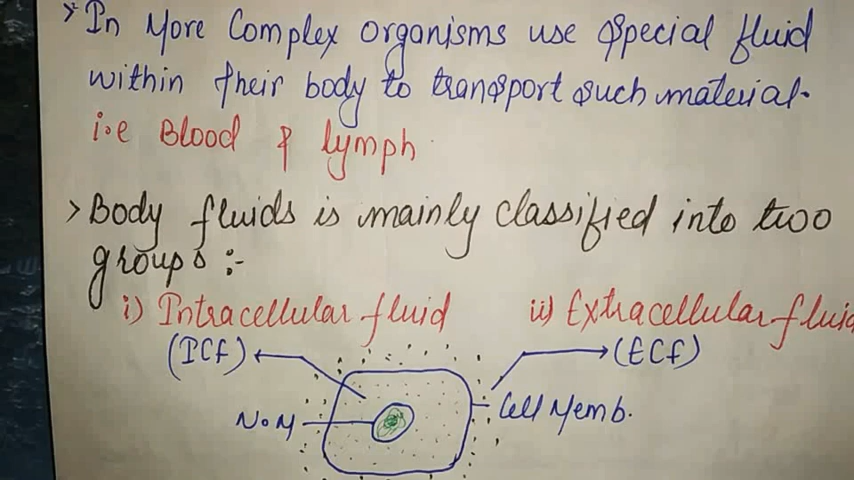 > In More Complex organisms use special fluid
within their body to transport such material.
i.e Blood & lymph
> Body fluids is mainly classified into two
groups :-
i) Intracellular fluid ii) Extracellular fluid
(ICf) (ECf)
N.M Cell Memb.